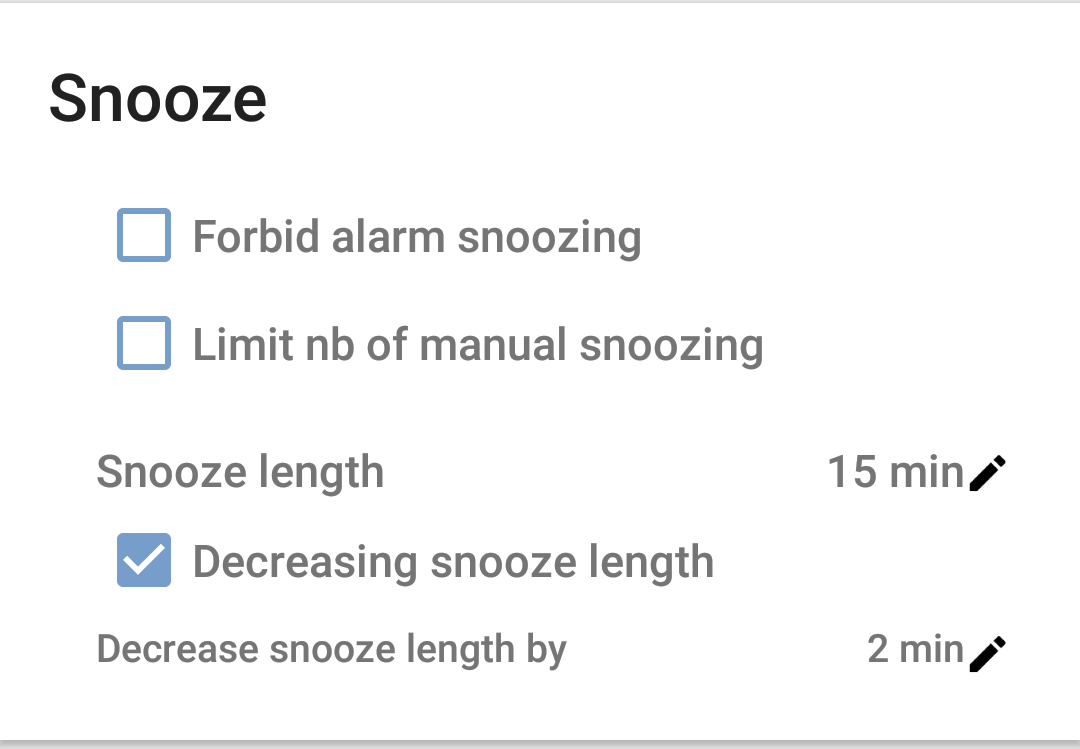 Snooze
Forbid alarm snoozing
Limit nb of manual snoozing
Snooze length 15 min
Decreasing snooze length
Decrease snooze length by 2 min